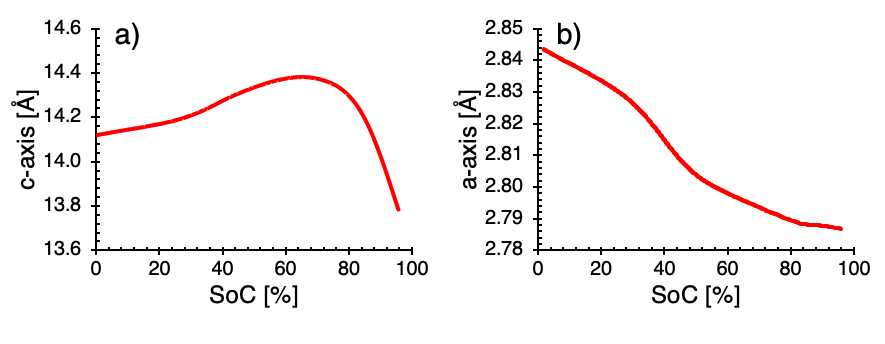 a)
14.6
14.4
14.2
14.0
13.8
13.6
c-axis [Å]
0 20 40 60 80 100
SoC [%]
b)
2.85
2.84
2.83
2.82
2.81
2.80
2.79
2.78
a-axis [Å]
0 20 40 60 80 100
SoC [%]